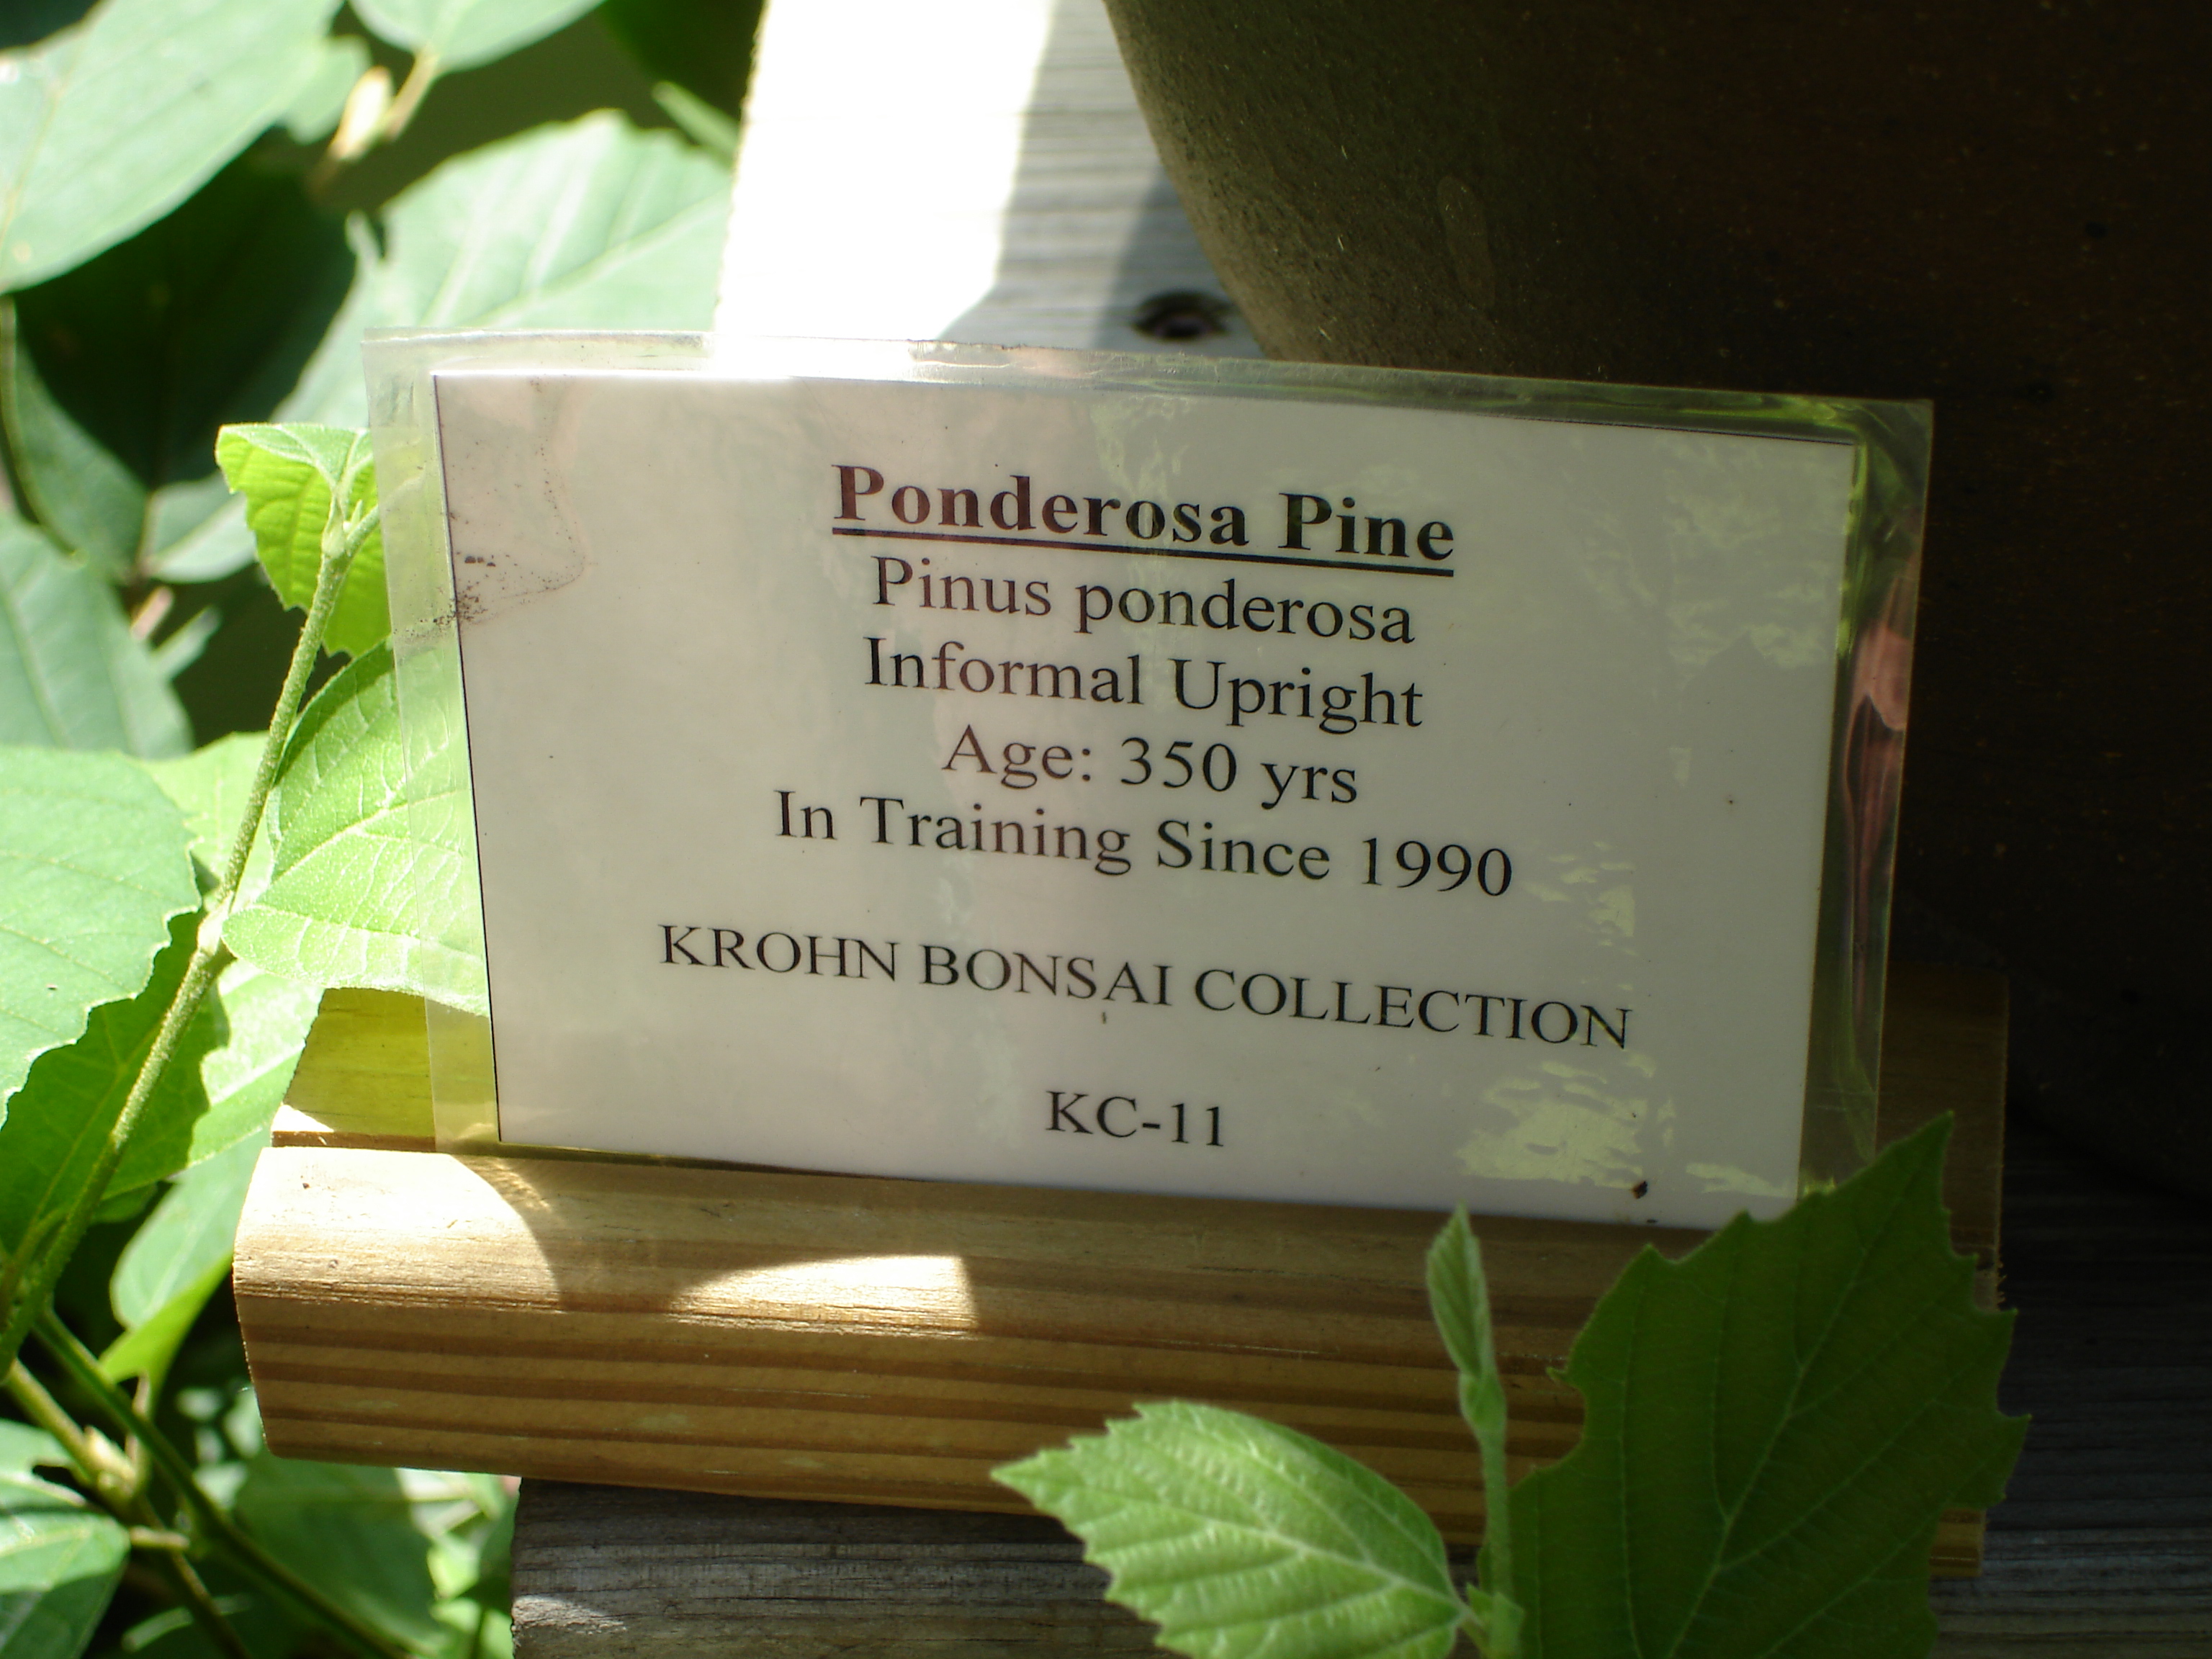 Ponderosa Pine
Pinus ponderosa
Informal Upright
Age: 350 yrs
In Training Since 1990
KROHN BONSAI COLLECTION
KC-11